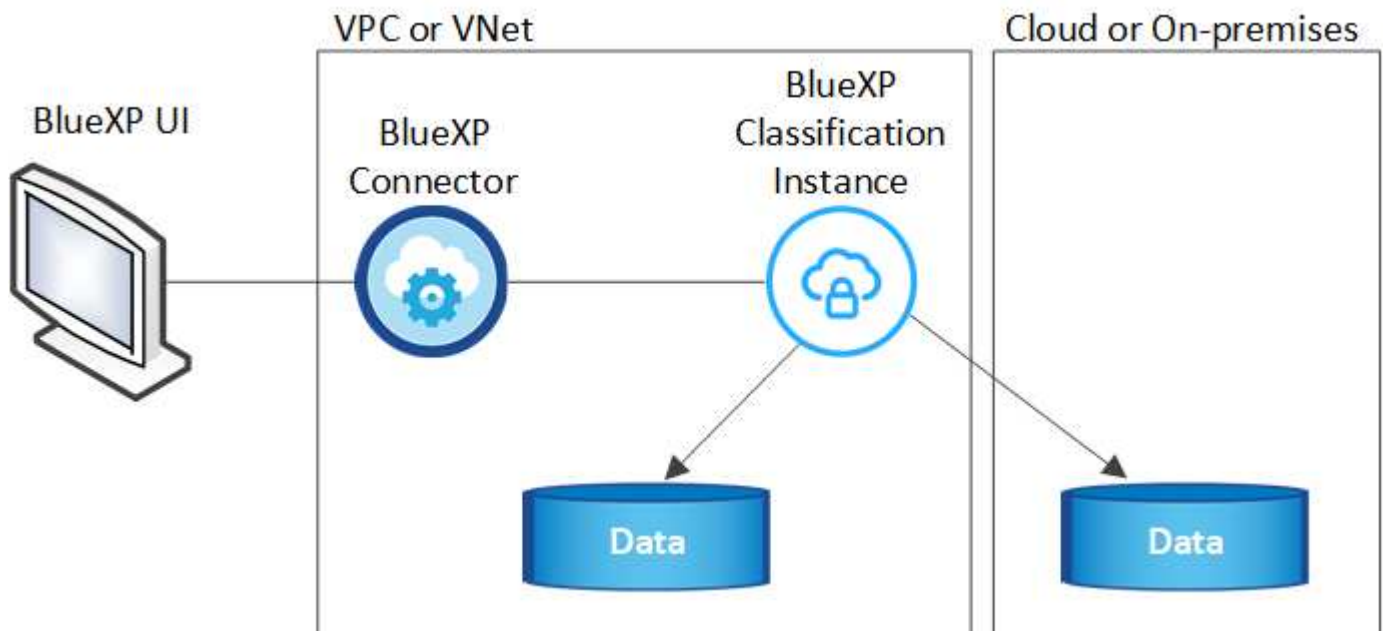 VPC or VNet
Cloud or On-premises
BlueXP UI
BlueXP
Connector
BlueXP
Classification
Instance
Data
Data